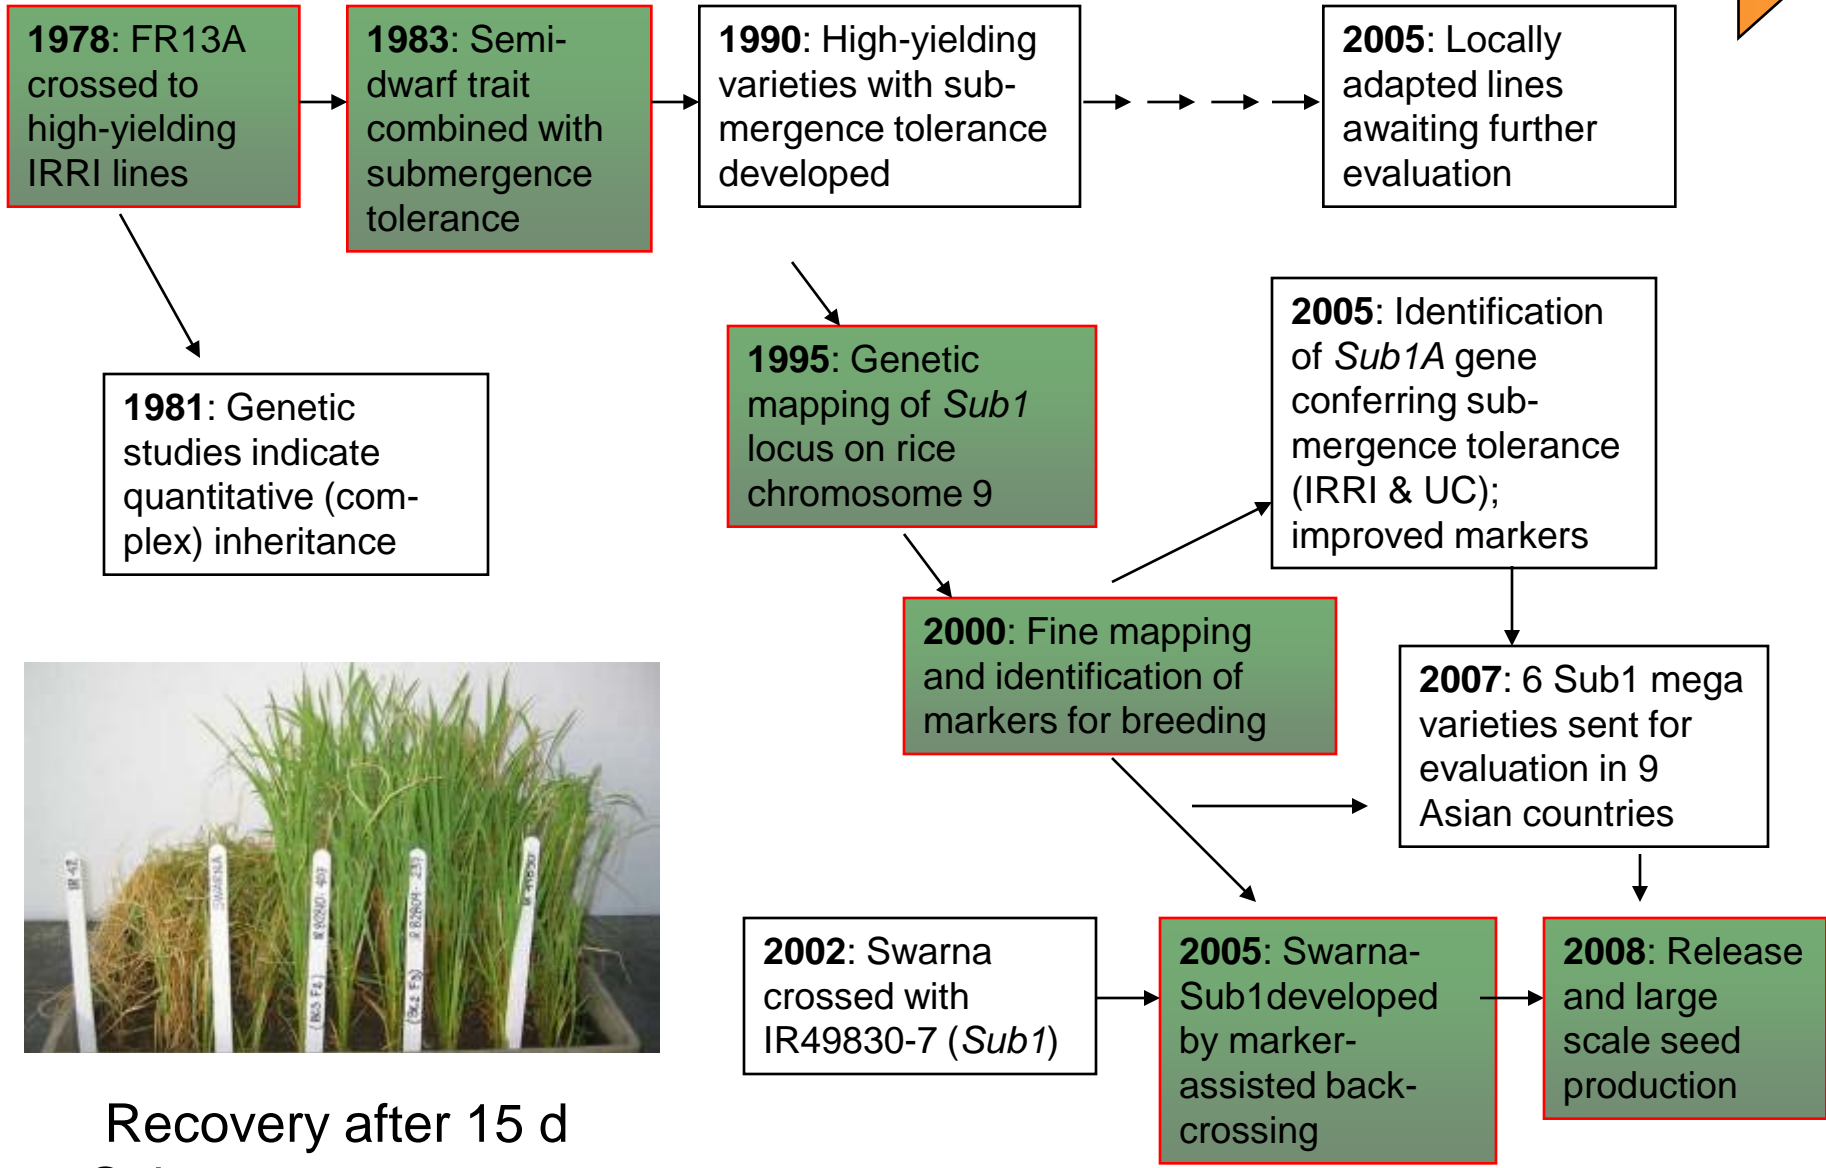 1978: FR13A
crossed to
high-yielding
IRRI lines
1983: Semi-
dwarf trait
combined with
submergence
tolerance
1990: High-yielding
varieties with sub-
mergence tolerance
developed
2005: Locally
adapted lines
awaiting further
evaluation
1981: Genetic
studies indicate
quantitative (com-
plex) inheritance
1995: Genetic
mapping of Sub1
locus on rice
chromosome 9
2005: Identification
of Sub1A gene
conferring sub-
mergence tolerance
(IRRI & UC);
improved markers
2000: Fine mapping
and identification of
markers for breeding
2007: 6 Sub1 mega
varieties sent for
evaluation in 9
Asian countries
2002: Swarna
crossed with
IR49830-7 (Sub1)
2005: Swarna-
Sub1developed
by marker-
assisted back-
crossing
2008: Release
and large
scale seed
production
IR 42
SWARNA
Recovery after 15 d